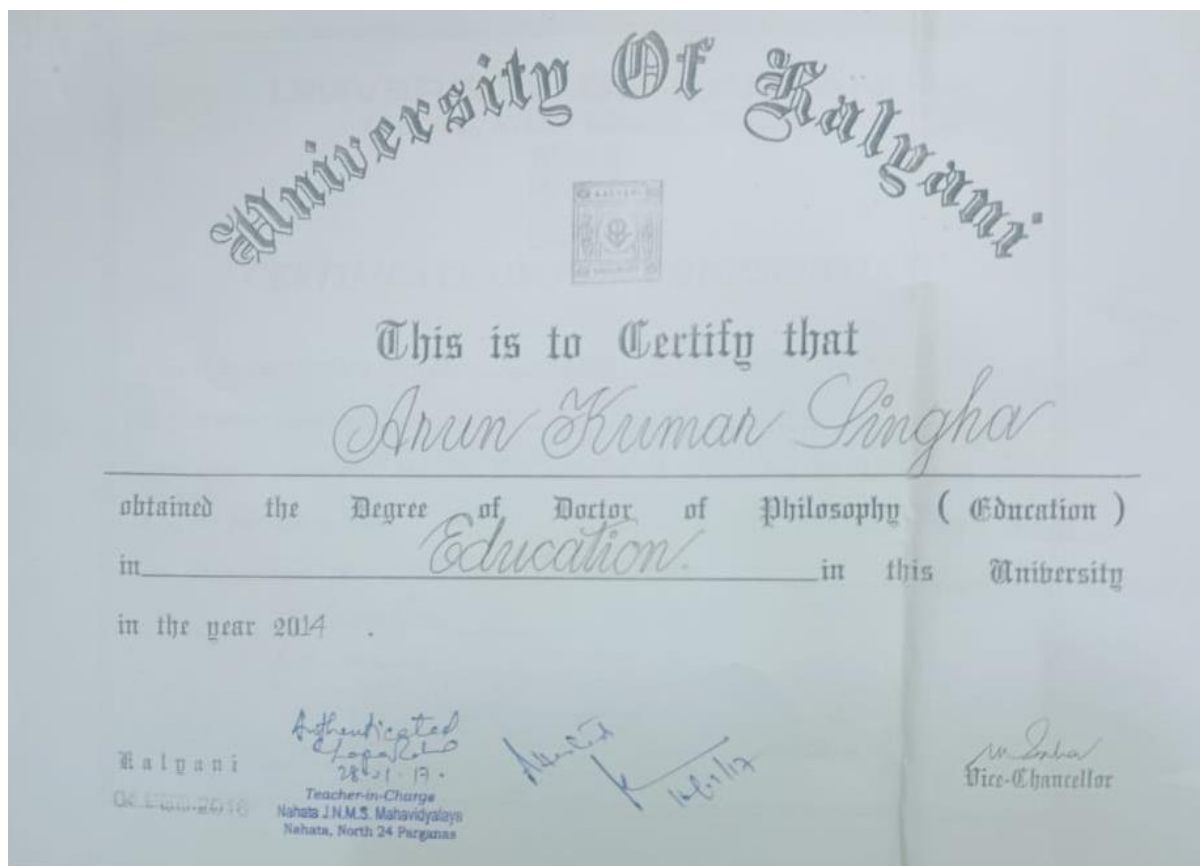 University Of Kalyani
KALYANI
This is to Certify that
Arun Kumar Singha
obtained the Degree of Doctor of Philosophy ( Education )
in Education. in this University
in the year 2014 .
Authenticated
28.01.17.
Teacher-in-Charge
Nahata J.N.M.S. Mahavidyalaya
Nahata, North 24 Parganas
Kalyani
Vice-Chancellor